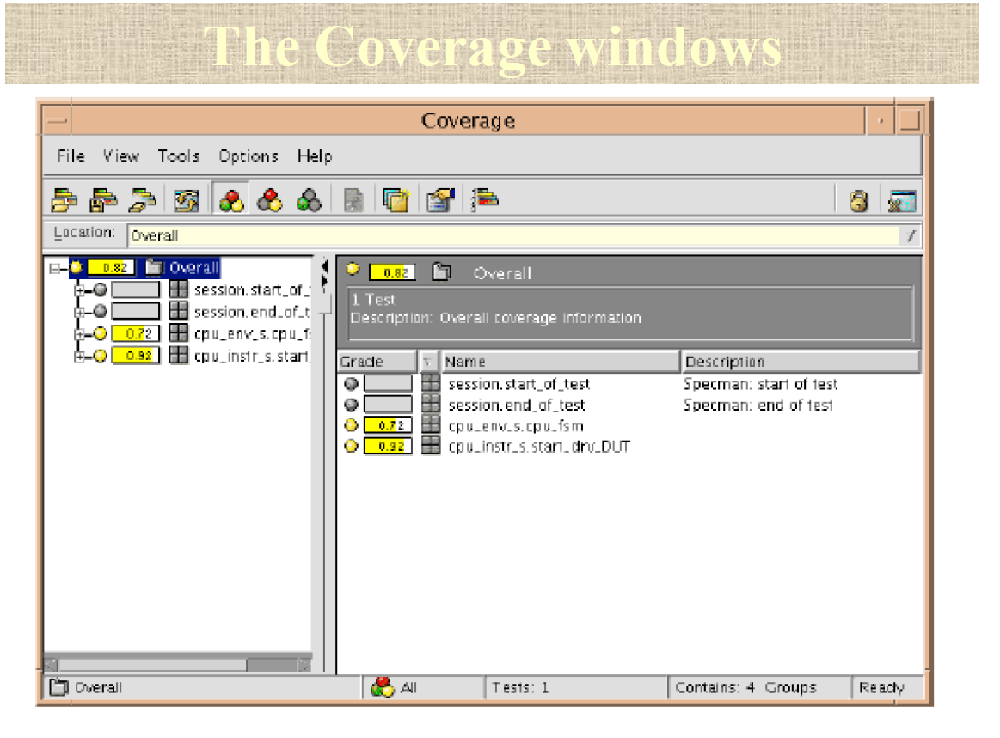 The Coverage windows
Coverage
File View Tools Options Help
Location: Overall
0.82 Overall
session.start_of_
session.end_of_t
0.72 cpu_env_s.cpu_f
0.92 cpu_instr_s.start
0.82 Overall
1 Test
Description: Overall coverage information
Grade Name Description
session.start_of_test Specman: start of test
session.end_of_test Specman: end of test
0.72 cpu_env_s.cpu_fsm
0.92 cpu_instr_s.start_drv_DUT
Overall All Tests: 1 Contains: 4 Groups Ready